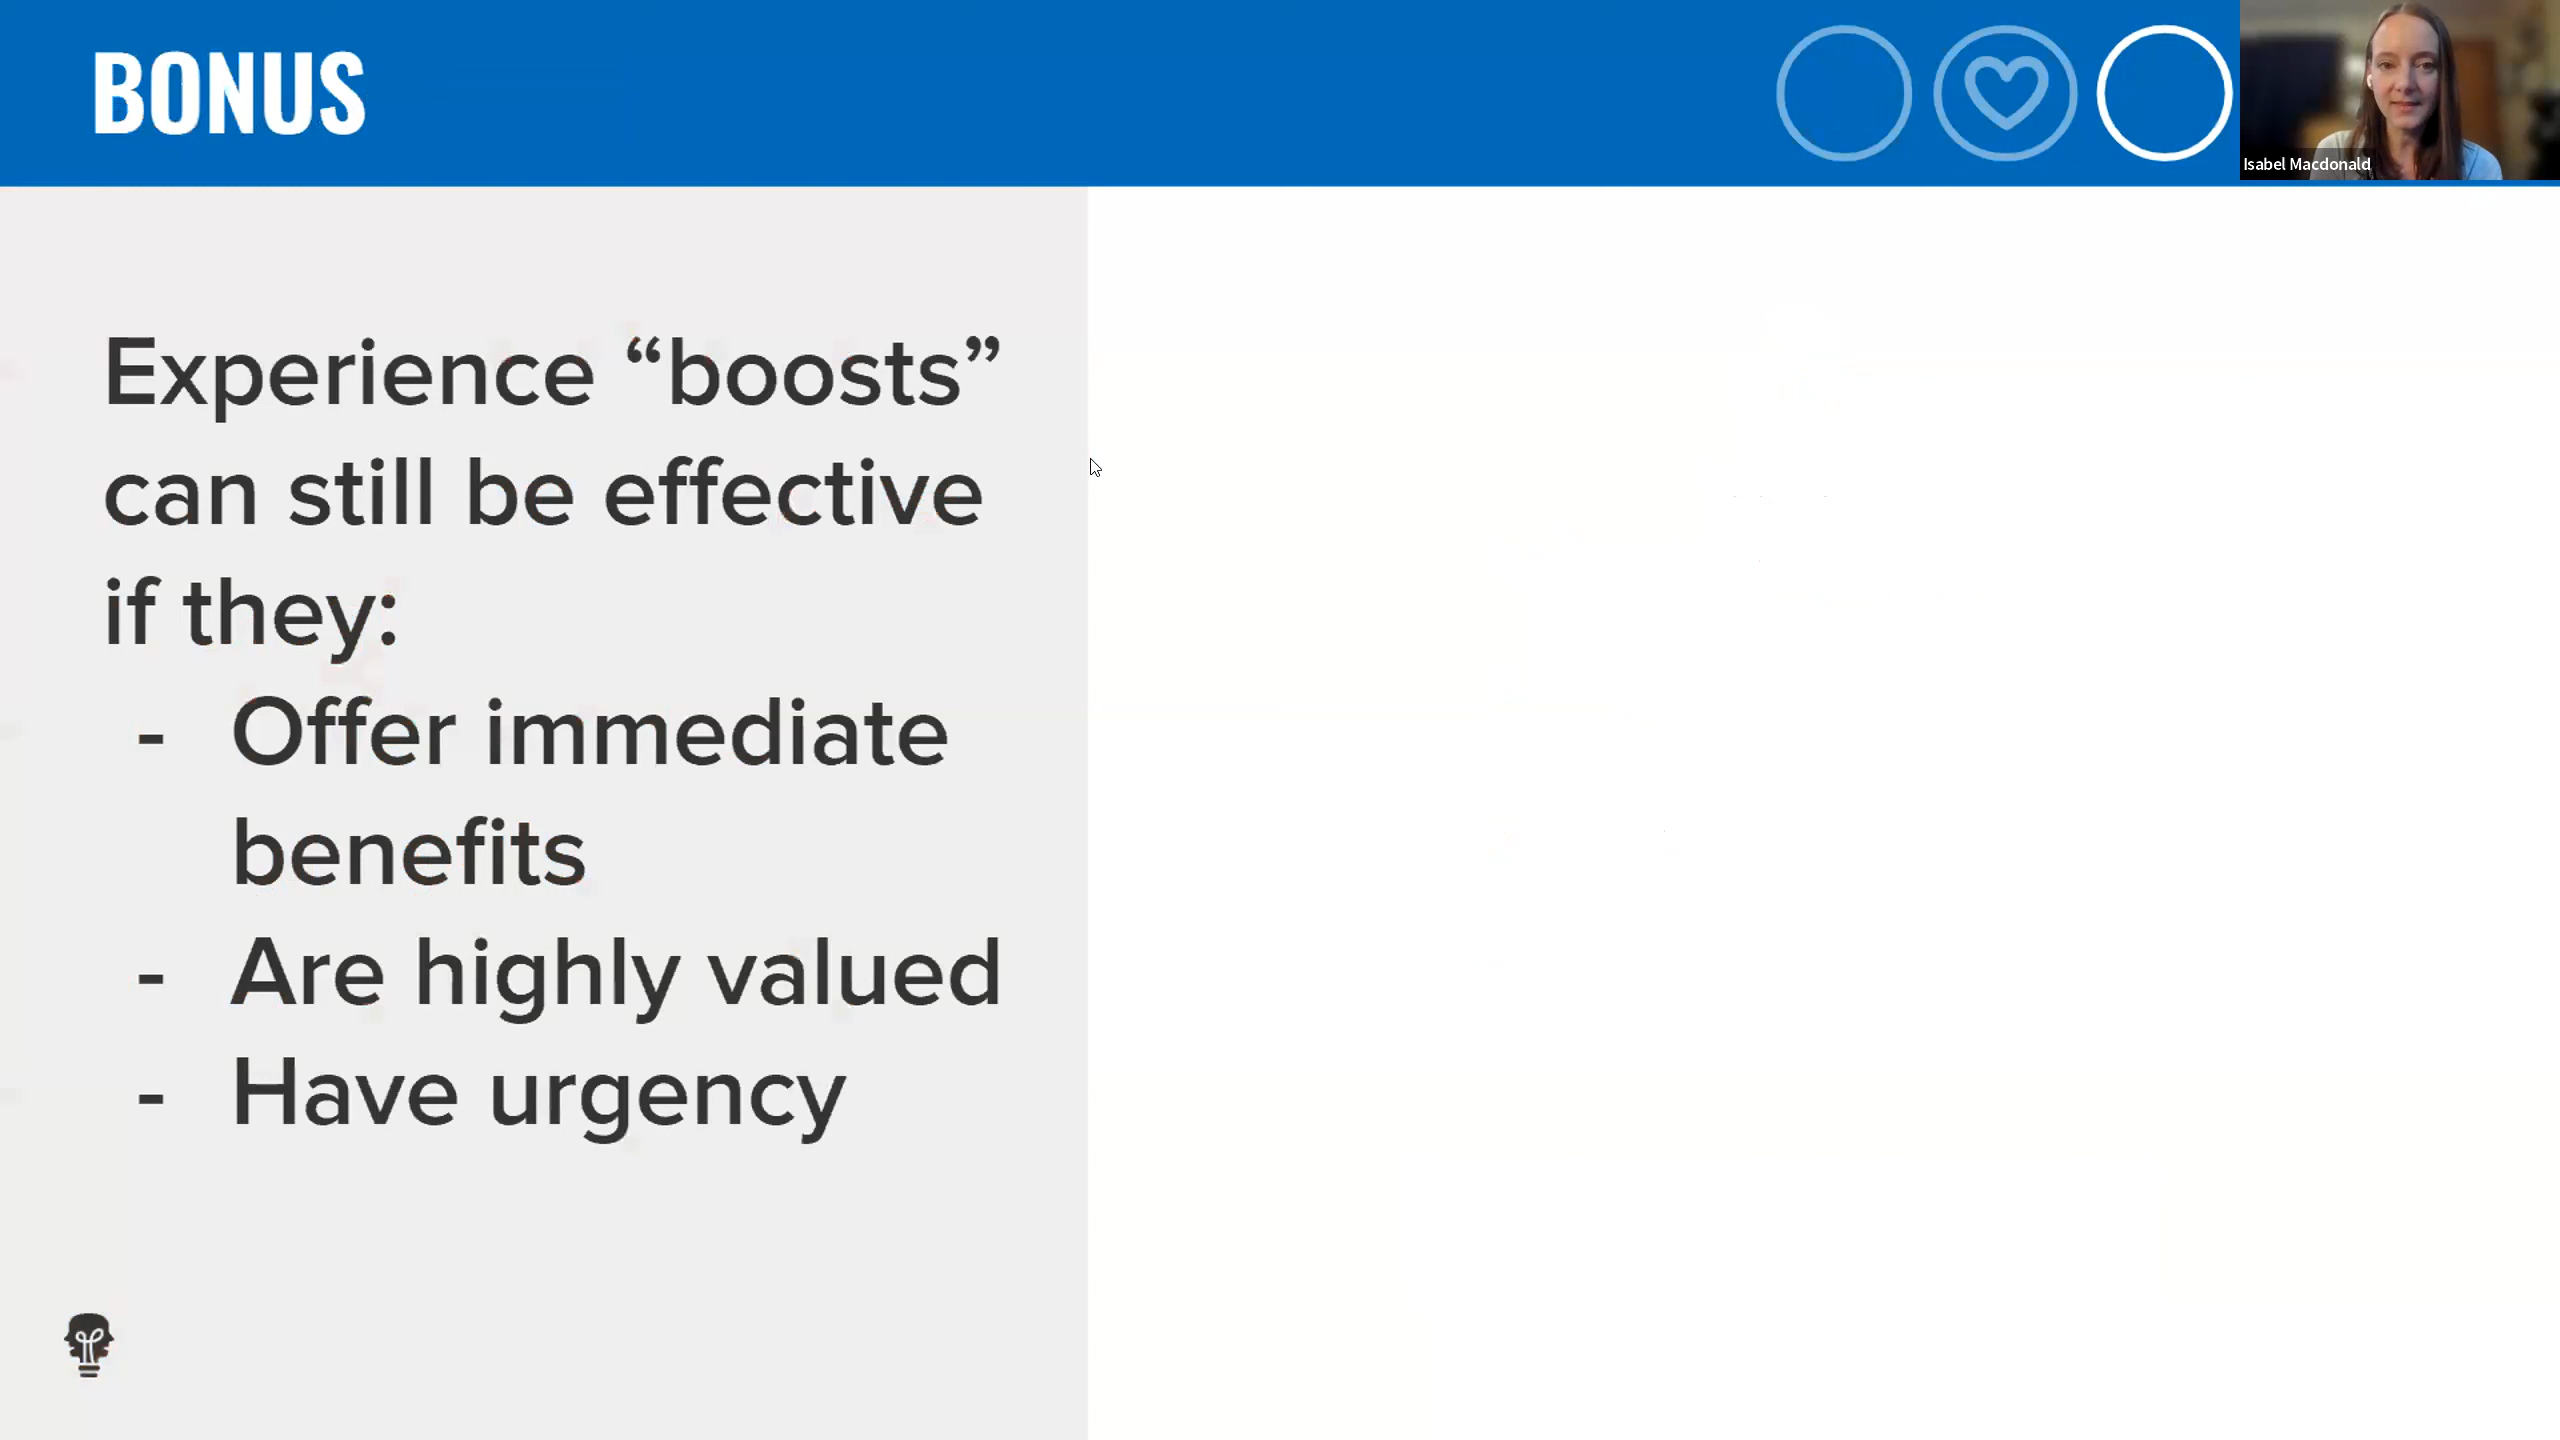 BONUS
Isabel Macdonald
Experience “boosts”
can still be effective
if they:
- Offer immediate
benefits
- Are highly valued
- Have urgency